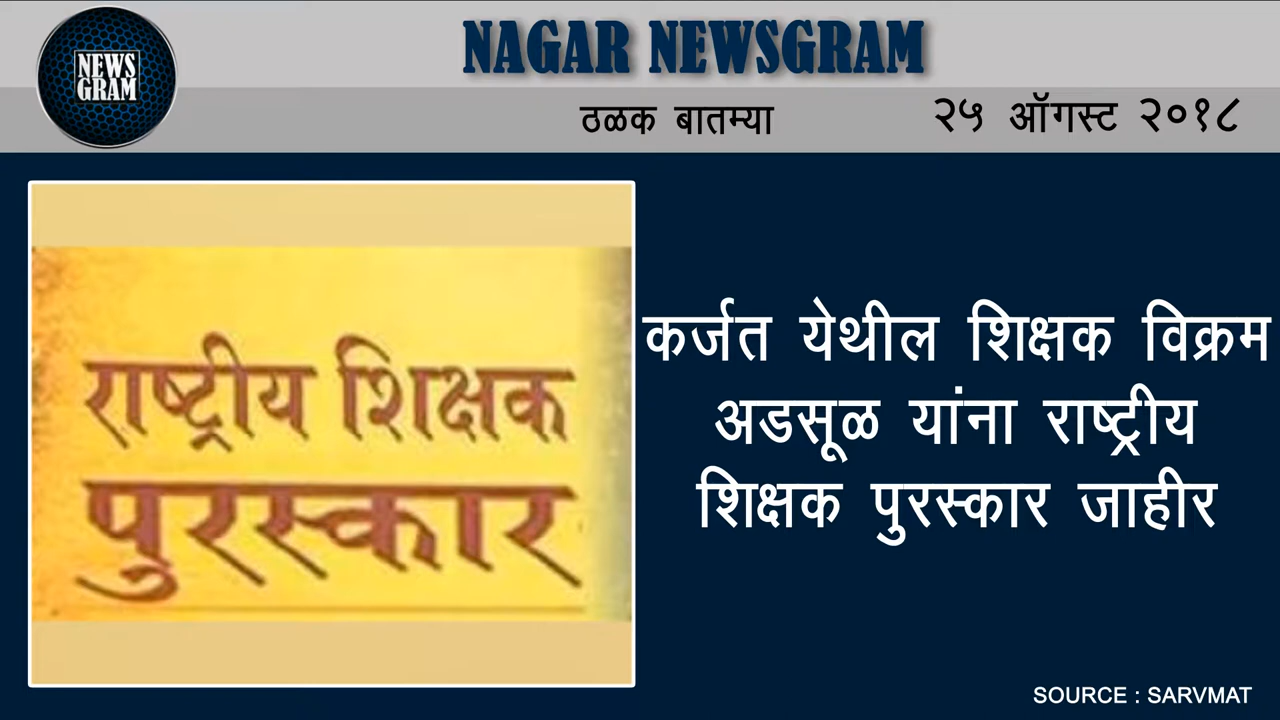 NEWS
GRAM
NAGAR NEWSGRAM
ठळक बातम्या
२५ ऑगस्ट २०१८
राष्ट्रीय शिक्षक
पुरस्कार
कर्जत येथील शिक्षक विक्रम
अडसूळ यांना राष्ट्रीय
शिक्षक पुरस्कार जाहीर
SOURCE : SARVMAT